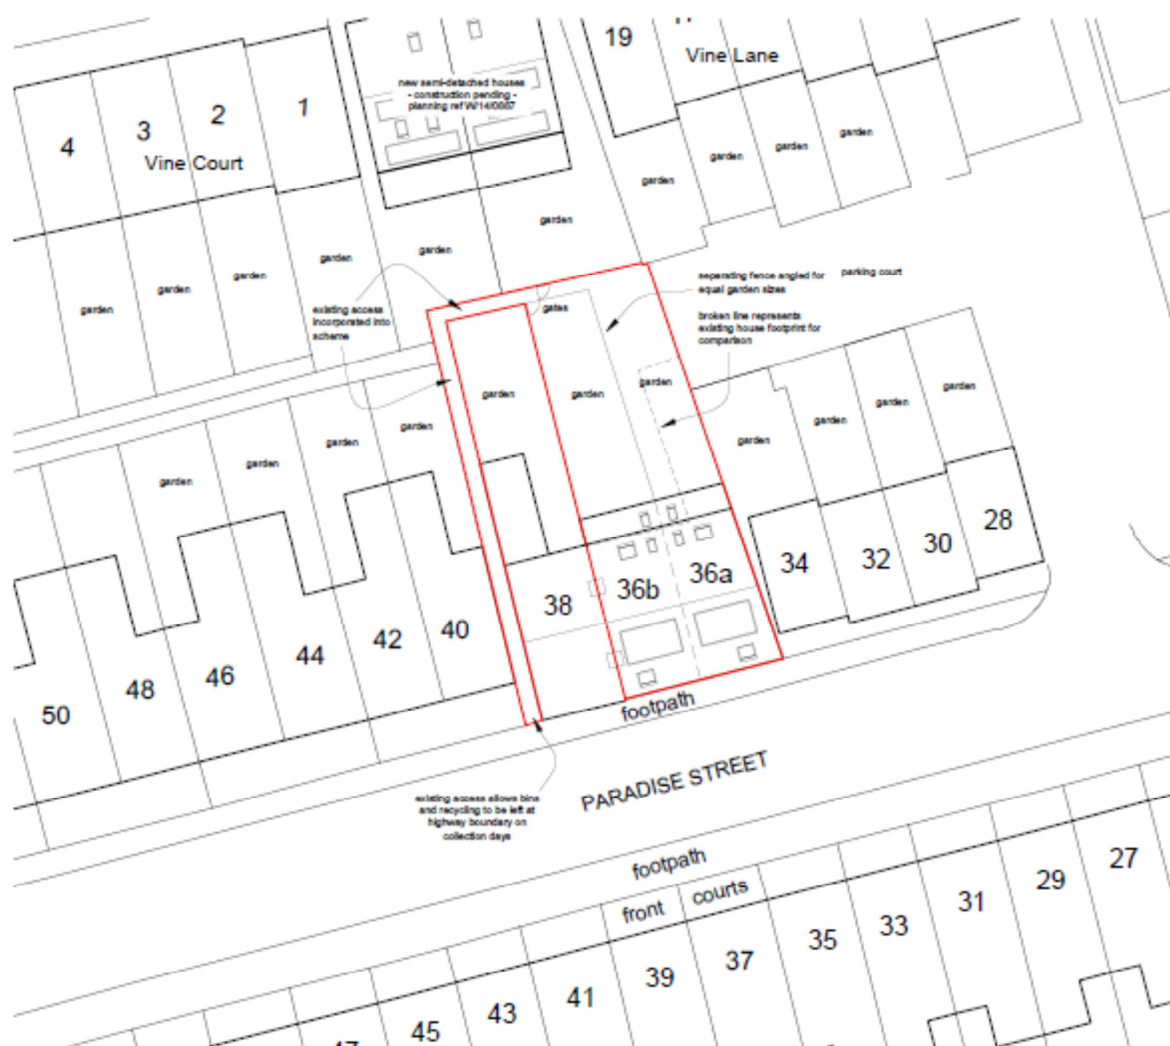 19
Vine Lane
new semi-detached houses
- construction pending -
planning ref W/14/0667
4
3
2
1
Vine Court
garden
garden
garden
garden
garden
garden
garden
garden
garden
garden
existing access
incorporated into
scheme
gates
separating fence angled for
equal garden sizes
parking court
broken line represents
existing house footprint for
comparison
garden
garden
garden
garden
garden
garden
garden
garden
garden
garden
garden
50
48
46
44
42
40
38
36b
36a
34
32
30
28
footpath
PARADISE STREET
existing access allows bins
and recycling to be left at
highway boundary on
collection days
footpath
front courts
47
45
43
41
39
37
35
33
31
29
27